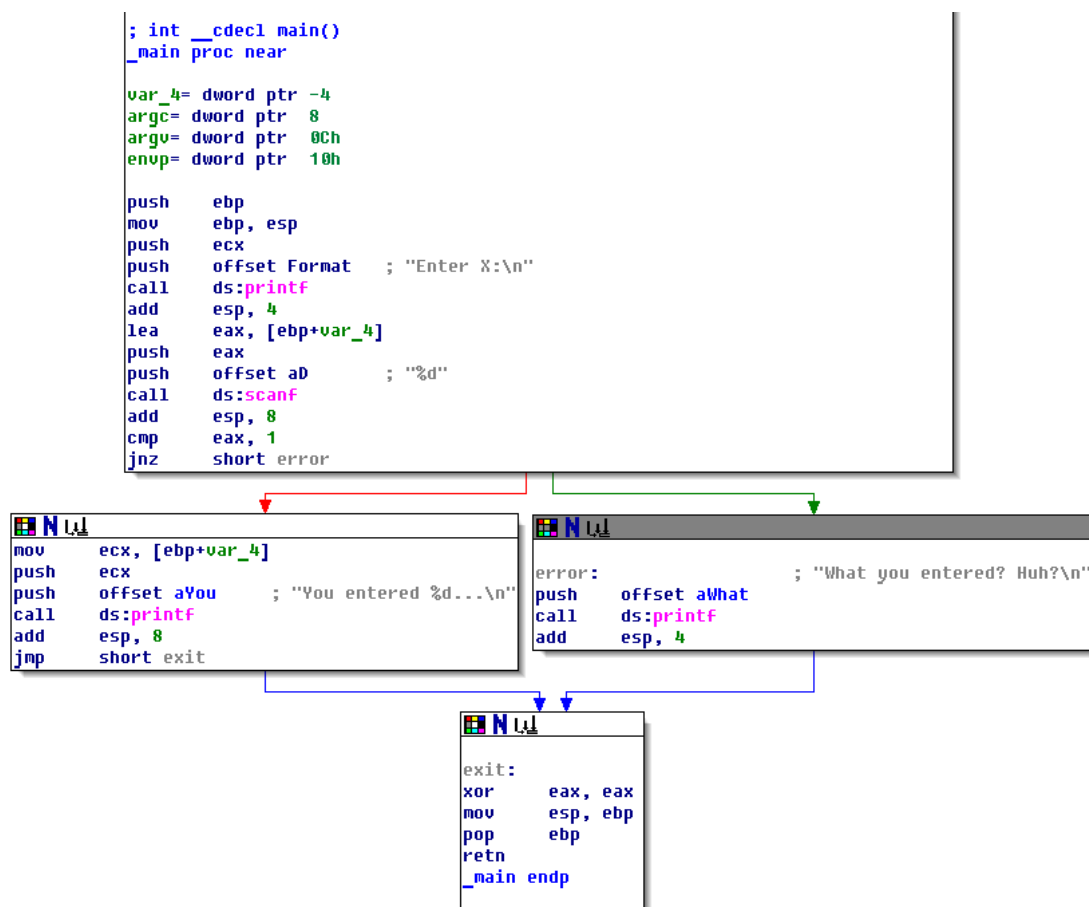 ; int __cdecl main()
_main proc near
var_4= dword ptr -4
argc= dword ptr  8
argv= dword ptr  0Ch
envp= dword ptr  10h
push    ebp
mov     ebp, esp
push    ecx
push    offset Format   ; "Enter X:\n"
call    ds:printf
add     esp, 4
lea     eax, [ebp+var_4]
push    eax
push    offset aD       ; "%d"
call    ds:scanf
add     esp, 8
cmp     eax, 1
jnz     short error
mov     ecx, [ebp+var_4]
push    ecx
push    offset aYou     ; "You entered %d...\n"
call    ds:printf
add     esp, 8
jmp     short exit
error:                  ; "What you entered? Huh?\n"
push    offset aWhat
call    ds:printf
add     esp, 4
exit:
xor     eax, eax
mov     esp, ebp
pop     ebp
retn
_main endp